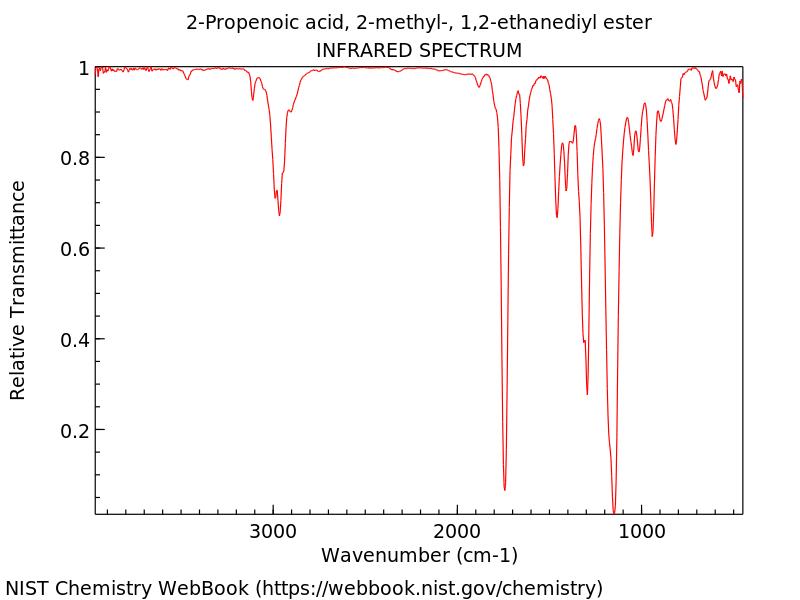 2-Propenoic acid, 2-methyl-, 1,2-ethanediyl ester
INFRARED SPECTRUM
1
0.8
0.6
0.4
0.2
Relative Transmittance
3000 2000 1000
Wavenumber (cm-1)
NIST Chemistry WebBook (https://webbook.nist.gov/chemistry)